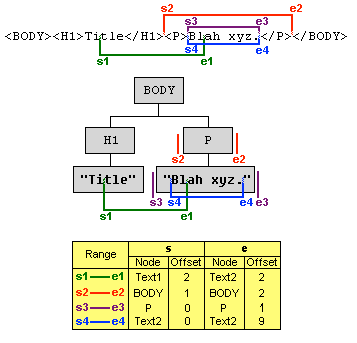 s2 e2
s3 e3
<BODY><H1>Title</H1><P>Blah xyz.</P></BODY>
s4 e4
s1 e1
BODY
H1 P
s2 e2
"Title" "Blah xyz."
s3 s4 e4 e3
s1 e1
Range s e
Node Offset Node Offset
s1 e1 Text1 2 Text2 2
s2 e2 BODY 1 BODY 2
s3 e3 P 0 P 1
s4 e4 Text2 0 Text2 9